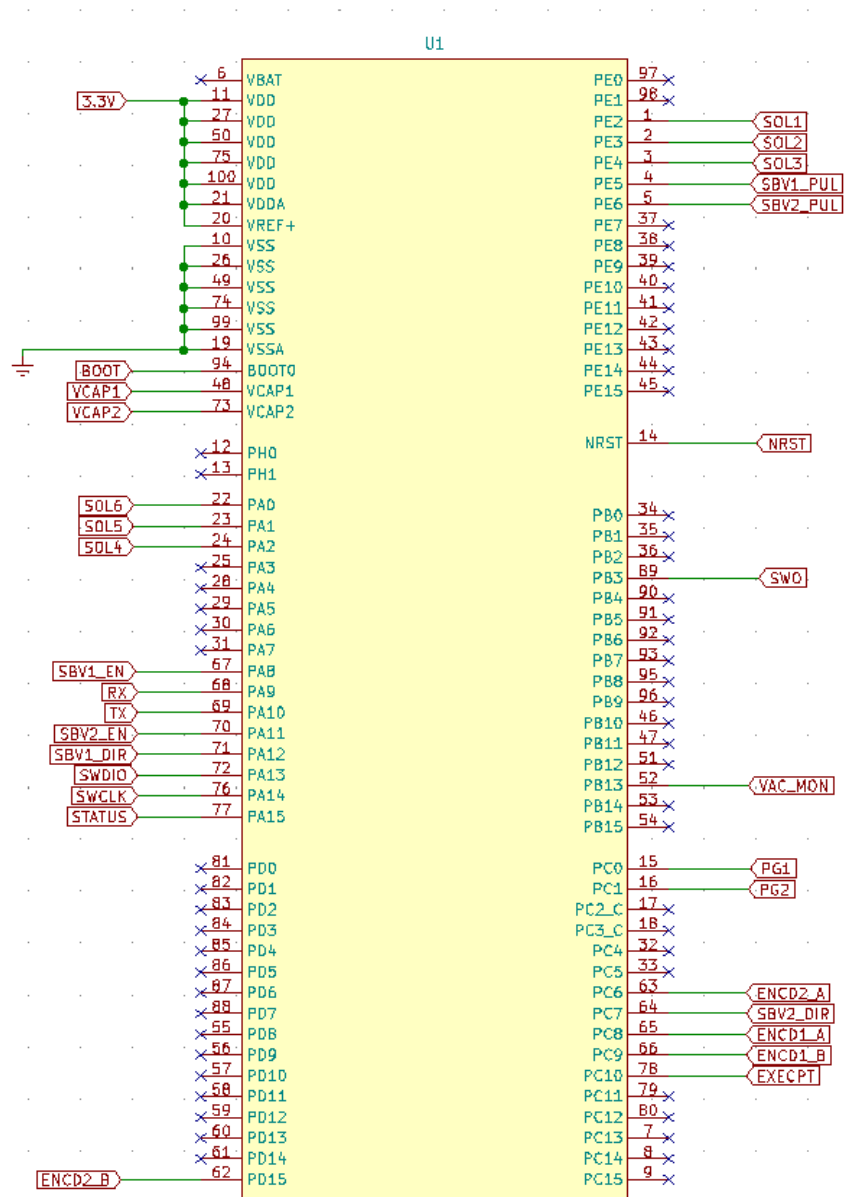 U1
6 VBAT PE0 97
3.3V 11 VDD PE1 98
27 VDD PE2 1 SOL1
50 VDD PE3 2 SOL2
75 VDD PE4 3 SOL3
100 VDD PE5 4 SBV1_PUL
21 VDDA PE6 5 SBV2_PUL
20 VREF+ PE7 37
10 VSS PE8 38
26 VSS PE9 39
49 VSS PE10 40
74 VSS PE11 41
99 VSS PE12 42
19 VSSA PE13 43
BOOT 94 BOOT0 PE14 44
VCAP1 48 VCAP1 PE15 45
VCAP2 73 VCAP2
NRST 14 NRST
12 PH0
13 PH1
SOL6 22 PA0 PB0 34
SOL5 23 PA1 PB1 35
SOL4 24 PA2 PB2 36
25 PA3 PB3 89 SWO
28 PA4 PB4 90
29 PA5 PB5 91
30 PA6 PB6 92
31 PA7 PB7 93
SBV1_EN 67 PA8 PB8 95
RX 68 PA9 PB9 96
TX 69 PA10 PB10 46
SBV2_EN 70 PA11 PB11 47
SBV1_DIR 71 PA12 PB12 51
SWDIO 72 PA13 PB13 52 VAC_MON
SWCLK 76 PA14 PB14 53
STATUS 77 PA15 PB15 54
81 PD0 PC0 15 PG1
82 PD1 PC1 16 PG2
83 PD2 PC2_C 17
84 PD3 PC3_C 18
85 PD4 PC4 32
86 PD5 PC5 33
87 PD6 PC6 63 ENCD2_A
88 PD7 PC7 64 SBV2_DIR
55 PD8 PC8 65 ENCD1_A
56 PD9 PC9 66 ENCD1_B
57 PD10 PC10 78 EXECPT
58 PD11 PC11 79
59 PD12 PC12 80
60 PD13 PC13 7
61 PD14 PC14 8
ENCD2_B 62 PD15 PC15 9